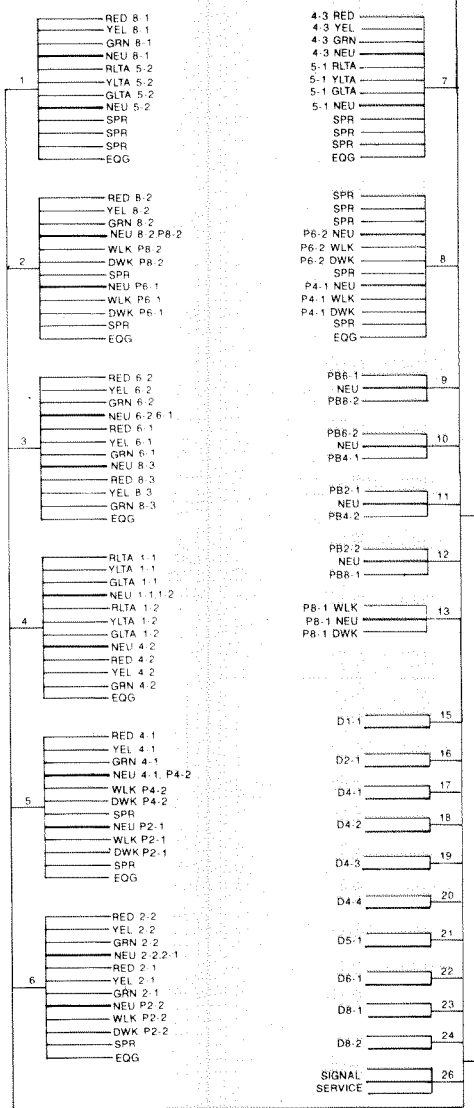 1
RED 8-1
YEL 8-1
GRN 8-1
NEU 8-1
RLTA 5-2
YLTA 5-2
GLTA 5-2
NEU 5-2
SPR
SPR
SPR
EQG
2
RED 8-2
YEL 8-2
GRN 8-2
NEU 8-2 P8-2
WLK P8-2
DWK P8-2
SPR
NEU P6-1
WLK P6-1
DWK P6-1
SPR
EQG
3
RED 6-2
YEL 6-2
GRN 6-2
NEU 6-2 6-1
RED 6-1
YEL 6-1
GRN 6-1
NEU 8-3
RED 8-3
YEL 8-3
GRN 8-3
EQG
4
RLTA 1-1
YLTA 1-1
GLTA 1-1
NEU 1-1,1-2
RLTA 1-2
YLTA 1-2
GLTA 1-2
NEU 4-2
RED 4-2
YEL 4-2
GRN 4-2
EQG
5
RED 4-1
YEL 4-1
GRN 4-1
NEU 4-1, P4-2
WLK P4-2
DWK P4-2
SPR
NEU P2-1
WLK P2-1
DWK P2-1
SPR
EQG
6
RED 2-2
YEL 2-2
GRN 2-2
NEU 2-2,2-1
RED 2-1
YEL 2-1
GRN 2-1
NEU P2-2
WLK P2-2
DWK P2-2
SPR
EQG
4-3 RED
4-3 YEL
4-3 GRN
4-3 NEU
5-1 RLTA
5-1 YLTA
5-1 GLTA
5-1 NEU
SPR
SPR
SPR
EQG
7
SPR
SPR
SPR
P6-2 NEU
P6-2 WLK
P6-2 DWK
SPR
P4-1 NEU
P4-1 WLK
P4-1 DWK
SPR
EQG
8
PB6-1
NEU
PB8-2
9
PB6-2
NEU
PB4-1
10
PB2-1
NEU
PB4-2
11
PB2-2
NEU
PB8-1
12
P8-1 WLK
P8-1 NEU
P8-1 DWK
13
D1-1 15
D2-1 16
D4-1 17
D4-2 18
D4-3 19
D4-4 20
D5-1 21
D6-1 22
D8-1 23
D8-2 24
SIGNAL
SERVICE
26